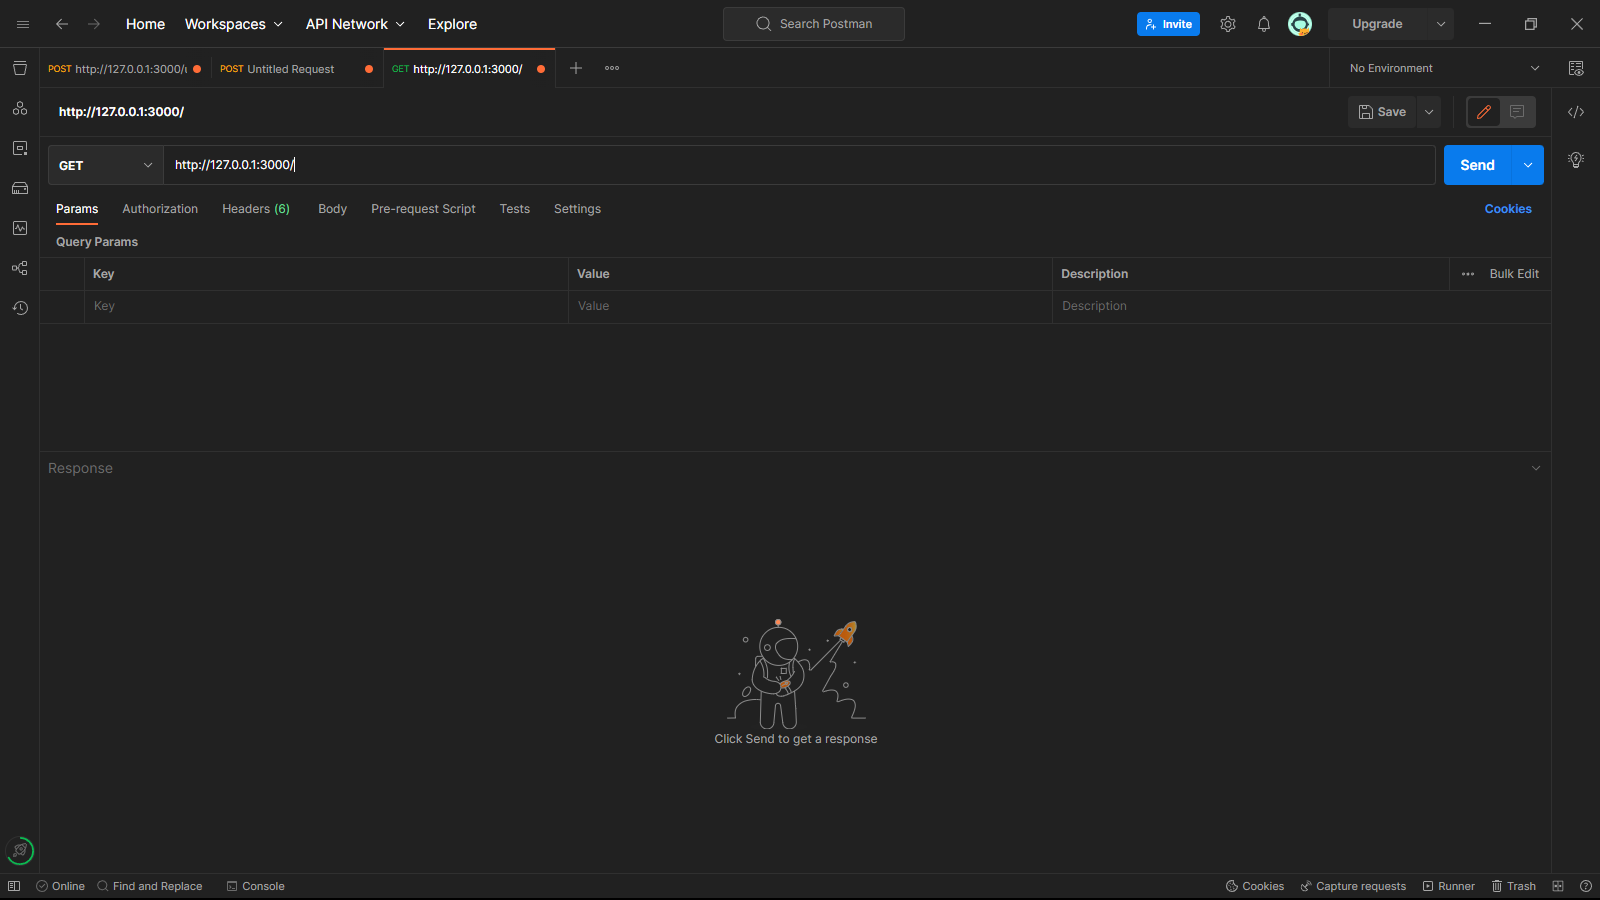 Home Workspaces API Network Explore Search Postman Invite Upgrade
POST http://127.0.0.1:3000/ POST Untitled Request GET http://127.0.0.1:3000/ No Environment
http://127.0.0.1:3000/ Save
GET http://127.0.0.1:3000/ Send
Params Authorization Headers (6) Body Pre-request Script Tests Settings Cookies
Query Params
Key Value Description Bulk Edit
Key Value Description
Response
Click Send to get a response
Online Find and Replace Console Cookies Capture requests Runner Trash